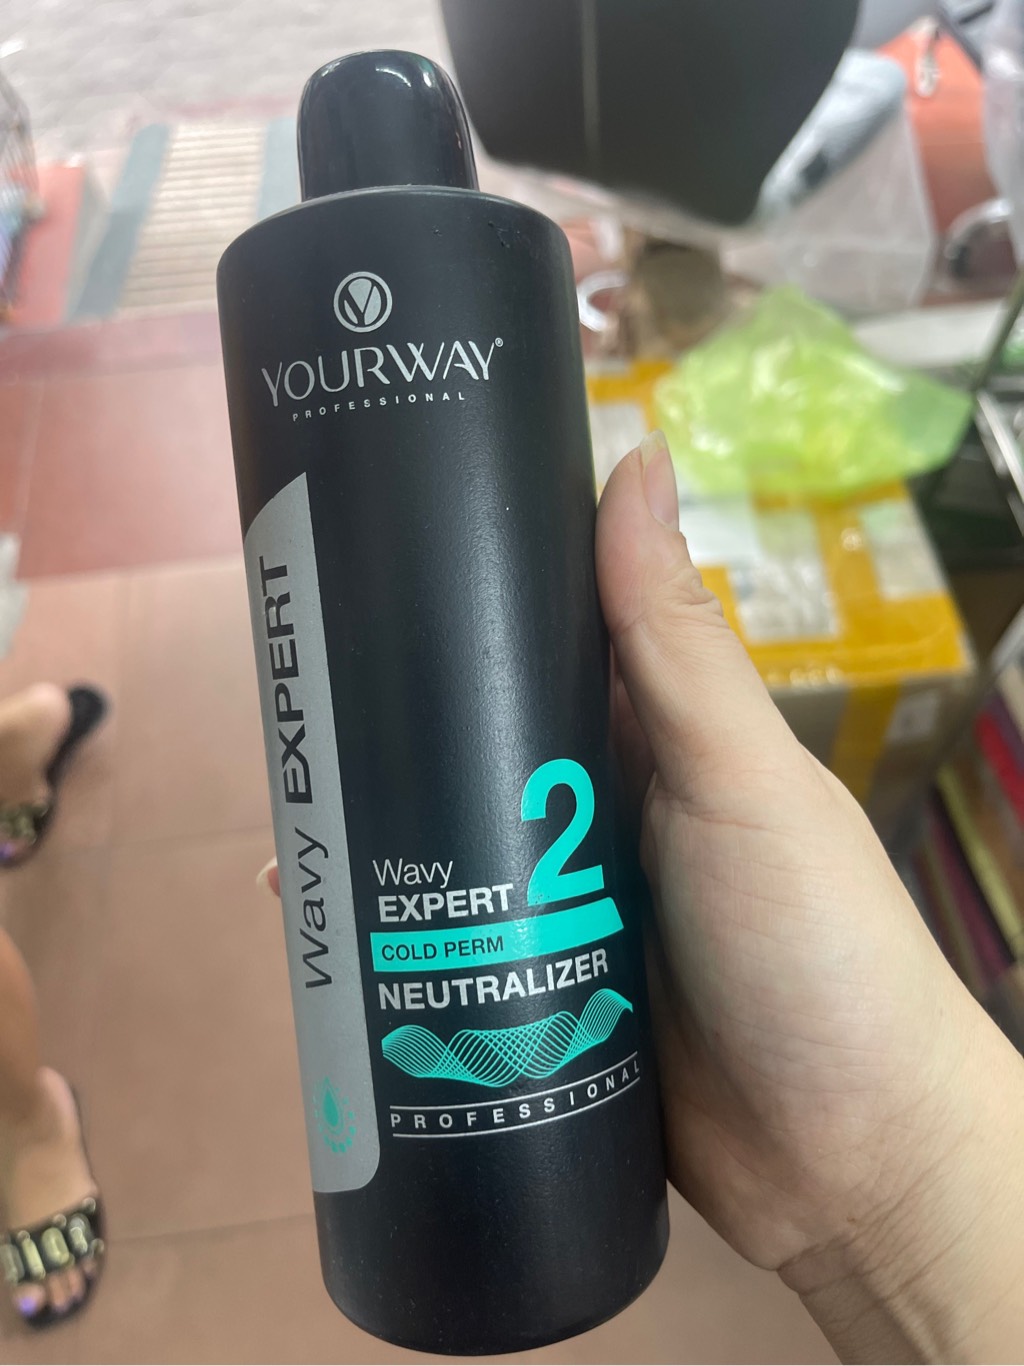 YOURWAY®
PROFESSIONAL
Wavy EXPERT
2
Wavy
EXPERT
COLD PERM
NEUTRALIZER
PROFESSIONAL